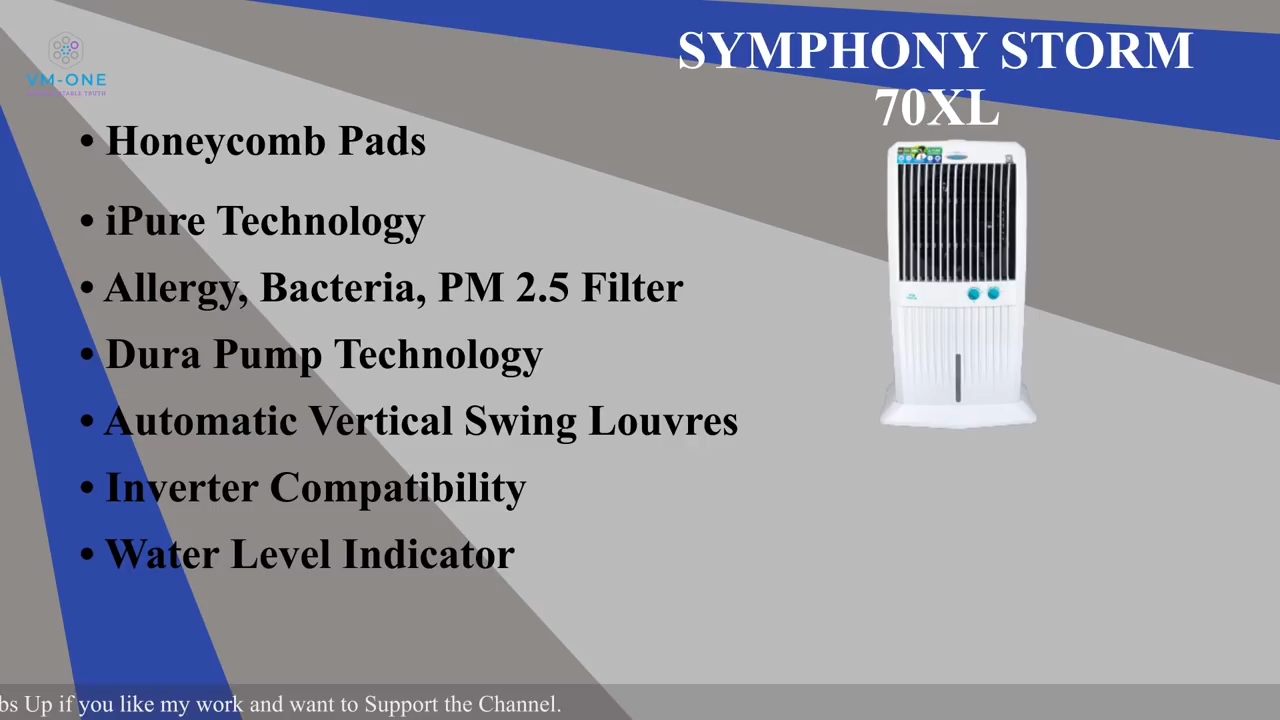 VM-ONE
SYMPHONY STORM
70XL
• Honeycomb Pads
• iPure Technology
• Allergy, Bacteria, PM 2.5 Filter
• Dura Pump Technology
• Automatic Vertical Swing Louvres
• Inverter Compatibility
• Water Level Indicator
bs Up if you like my work and want to Support the Channel.